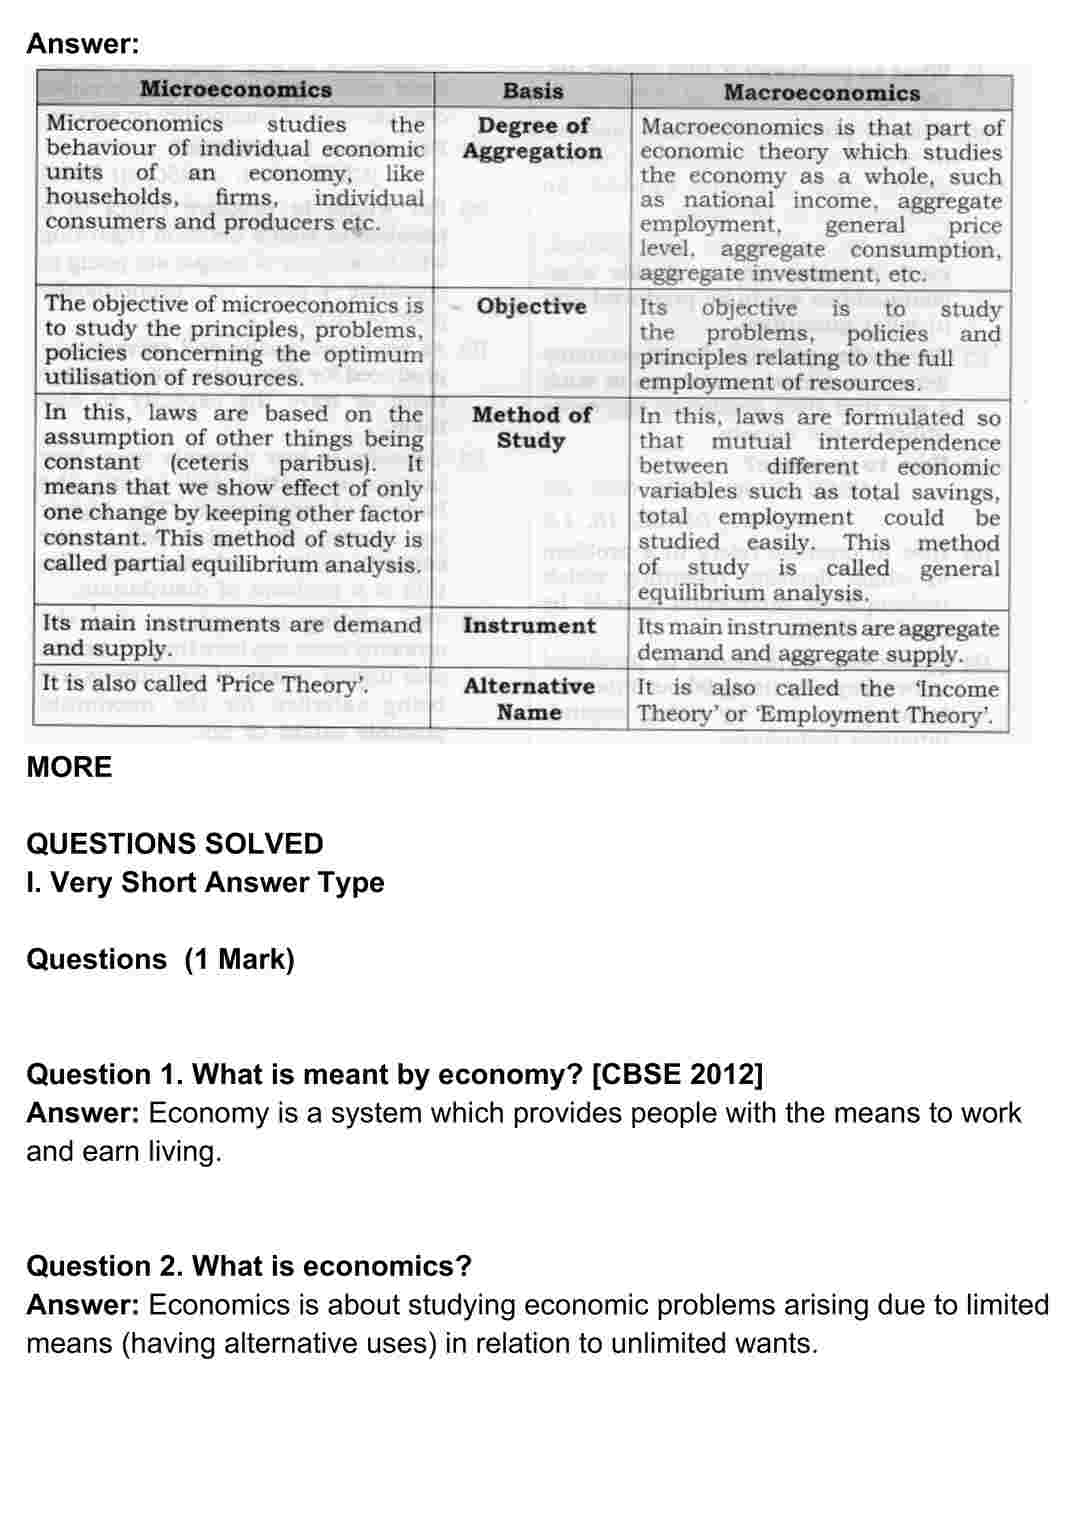 Answer:
Microeconomics Basis Macroeconomics
Microeconomics studies the
behaviour of individual economic
units of an economy, like
households, firms, individual
consumers and producers etc.
Degree of
Aggregation
Macroeconomics is that part of
economic theory which studies
the economy as a whole, such
as national income, aggregate
employment, general price
level, aggregate consumption,
aggregate investment, etc.
The objective of microeconomics is
to study the principles, problems,
policies concerning the optimum
utilisation of resources.
Objective
Its objective is to study
the problems, policies and
principles relating to the full
employment of resources.
In this, laws are based on the
assumption of other things being
constant (ceteris paribus). It
means that we show effect of only
one change by keeping other factor
constant. This method of study is
called partial equilibrium analysis.
Method of
Study
In this, laws are formulated so
that mutual interdependence
between different economic
variables such as total savings,
total employment could be
studied easily. This method
of study is called general
equilibrium analysis.
Its main instruments are demand
and supply.
Instrument
Its main instruments are aggregate
demand and aggregate supply.
It is also called ‘Price Theory’.
Alternative
Name
It is also called the ‘Income
Theory’ or ‘Employment Theory’.
MORE
QUESTIONS SOLVED
I. Very Short Answer Type
Questions (1 Mark)
Question 1. What is meant by economy? [CBSE 2012]
Answer: Economy is a system which provides people with the means to work
and earn living.
Question 2. What is economics?
Answer: Economics is about studying economic problems arising due to limited
means (having alternative uses) in relation to unlimited wants.